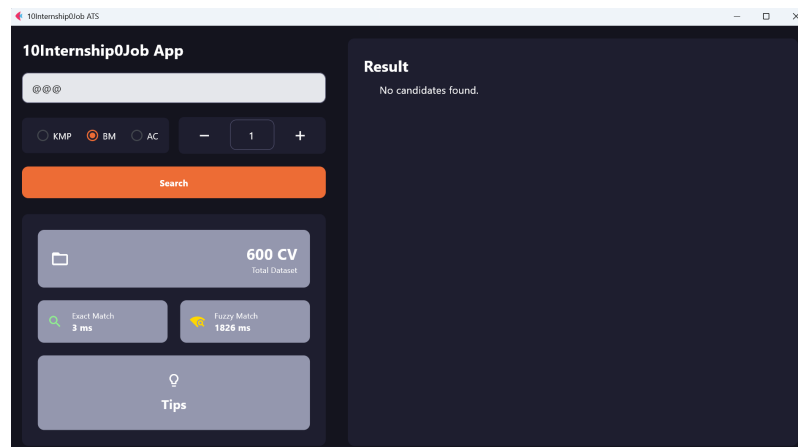 10Internship0Job ATS
10Internship0Job App
@@@
KMP BM AC
1
Search
600 CV
Total Dataset
Exact Match
3 ms
Fuzzy Match
1826 ms
Tips
Result
No candidates found.